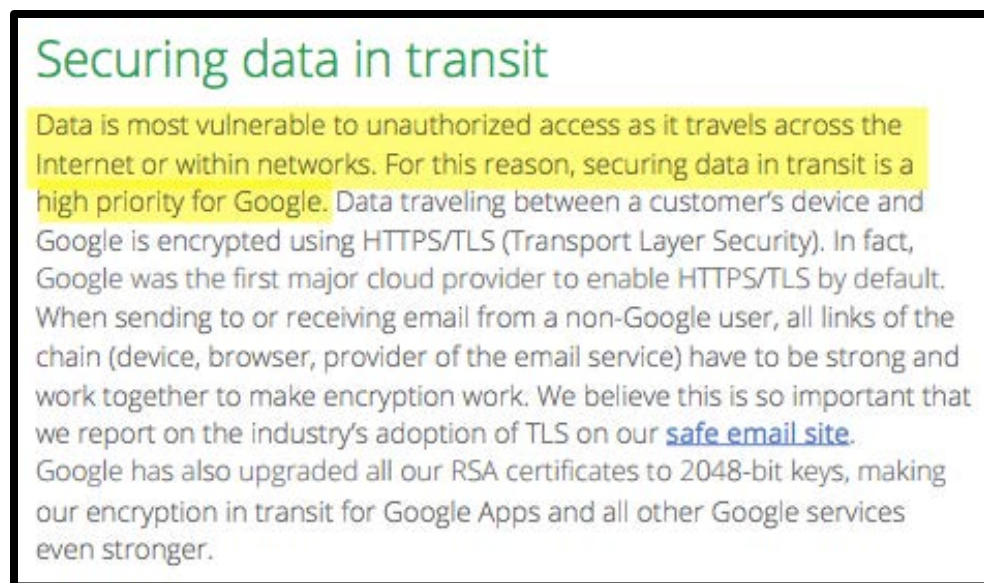 Securing data in transit
Data is most vulnerable to unauthorized access as it travels across the
Internet or within networks. For this reason, securing data in transit is a
high priority for Google. Data traveling between a customer's device and
Google is encrypted using HTTPS/TLS (Transport Layer Security). In fact,
Google was the first major cloud provider to enable HTTPS/TLS by default.
When sending to or receiving email from a non-Google user, all links of the
chain (device, browser, provider of the email service) have to be strong and
work together to make encryption work. We believe this is so important that
we report on the industry's adoption of TLS on our safe email site.
Google has also upgraded all our RSA certificates to 2048-bit keys, making
our encryption in transit for Google Apps and all other Google services
even stronger.